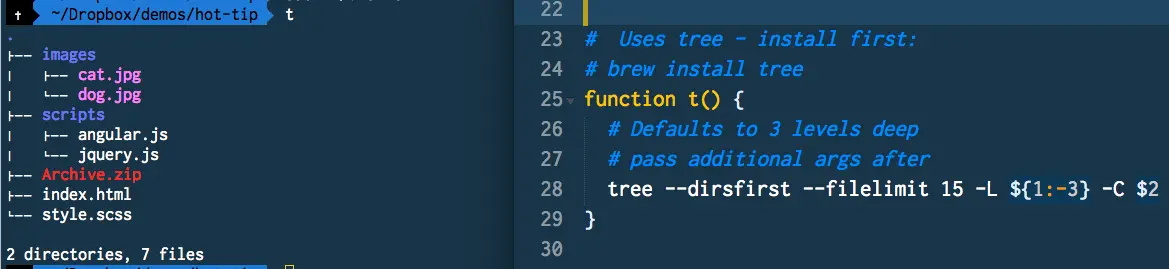 ~/Dropbox/demos/hot-tip t
.
├── images
│   ├── cat.jpg
│   └── dog.jpg
├── scripts
│   ├── angular.js
│   └── jquery.js
├── Archive.zip
├── index.html
└── style.scss
2 directories, 7 files
22
23 #  Uses tree - install first:
24 # brew install tree
25 function t() {
26 # Defaults to 3 levels deep
27 # pass additional args after
28 tree --dirsfirst --filelimit 15 -L ${1:-3} -C $2
29 }
30